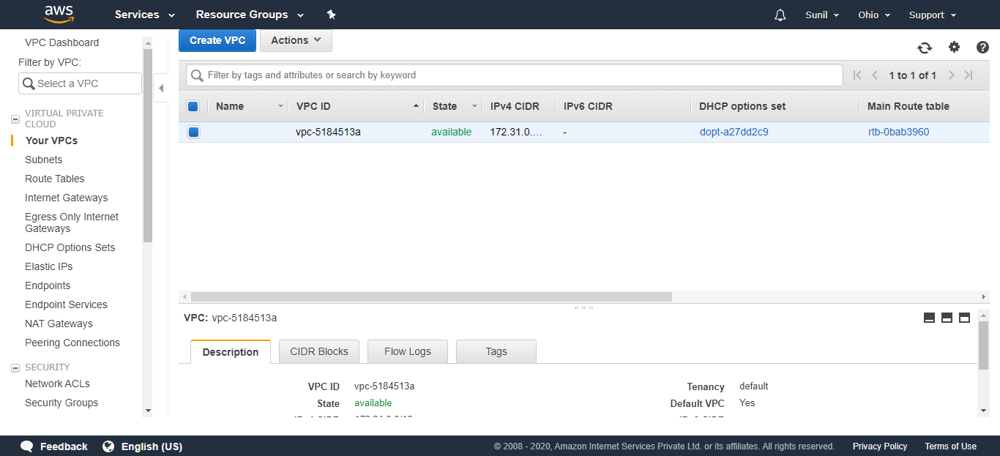 aws Services Resource Groups Sunil Ohio Support
VPC Dashboard
Filter by VPC:
Select a VPC
VIRTUAL PRIVATE
CLOUD
Your VPCs
Subnets
Route Tables
Internet Gateways
Egress Only Internet
Gateways
DHCP Options Sets
Elastic IPs
Endpoints
Endpoint Services
NAT Gateways
Peering Connections
SECURITY
Network ACLs
Security Groups
Create VPC Actions
Filter by tags and attributes or search by keyword 1 to 1 of 1
Name VPC ID State IPv4 CIDR IPv6 CIDR DHCP options set Main Route table
vpc-5184513a available 172.31.0.... - dopt-a27dd2c9 rtb-0bab3960
VPC: vpc-5184513a
Description CIDR Blocks Flow Logs Tags
VPC ID vpc-5184513a Tenancy default
State available Default VPC Yes
Feedback English (US) © 2008 - 2020, Amazon Internet Services Private Ltd. or its affiliates. All rights reserved. Privacy Policy Terms of Use